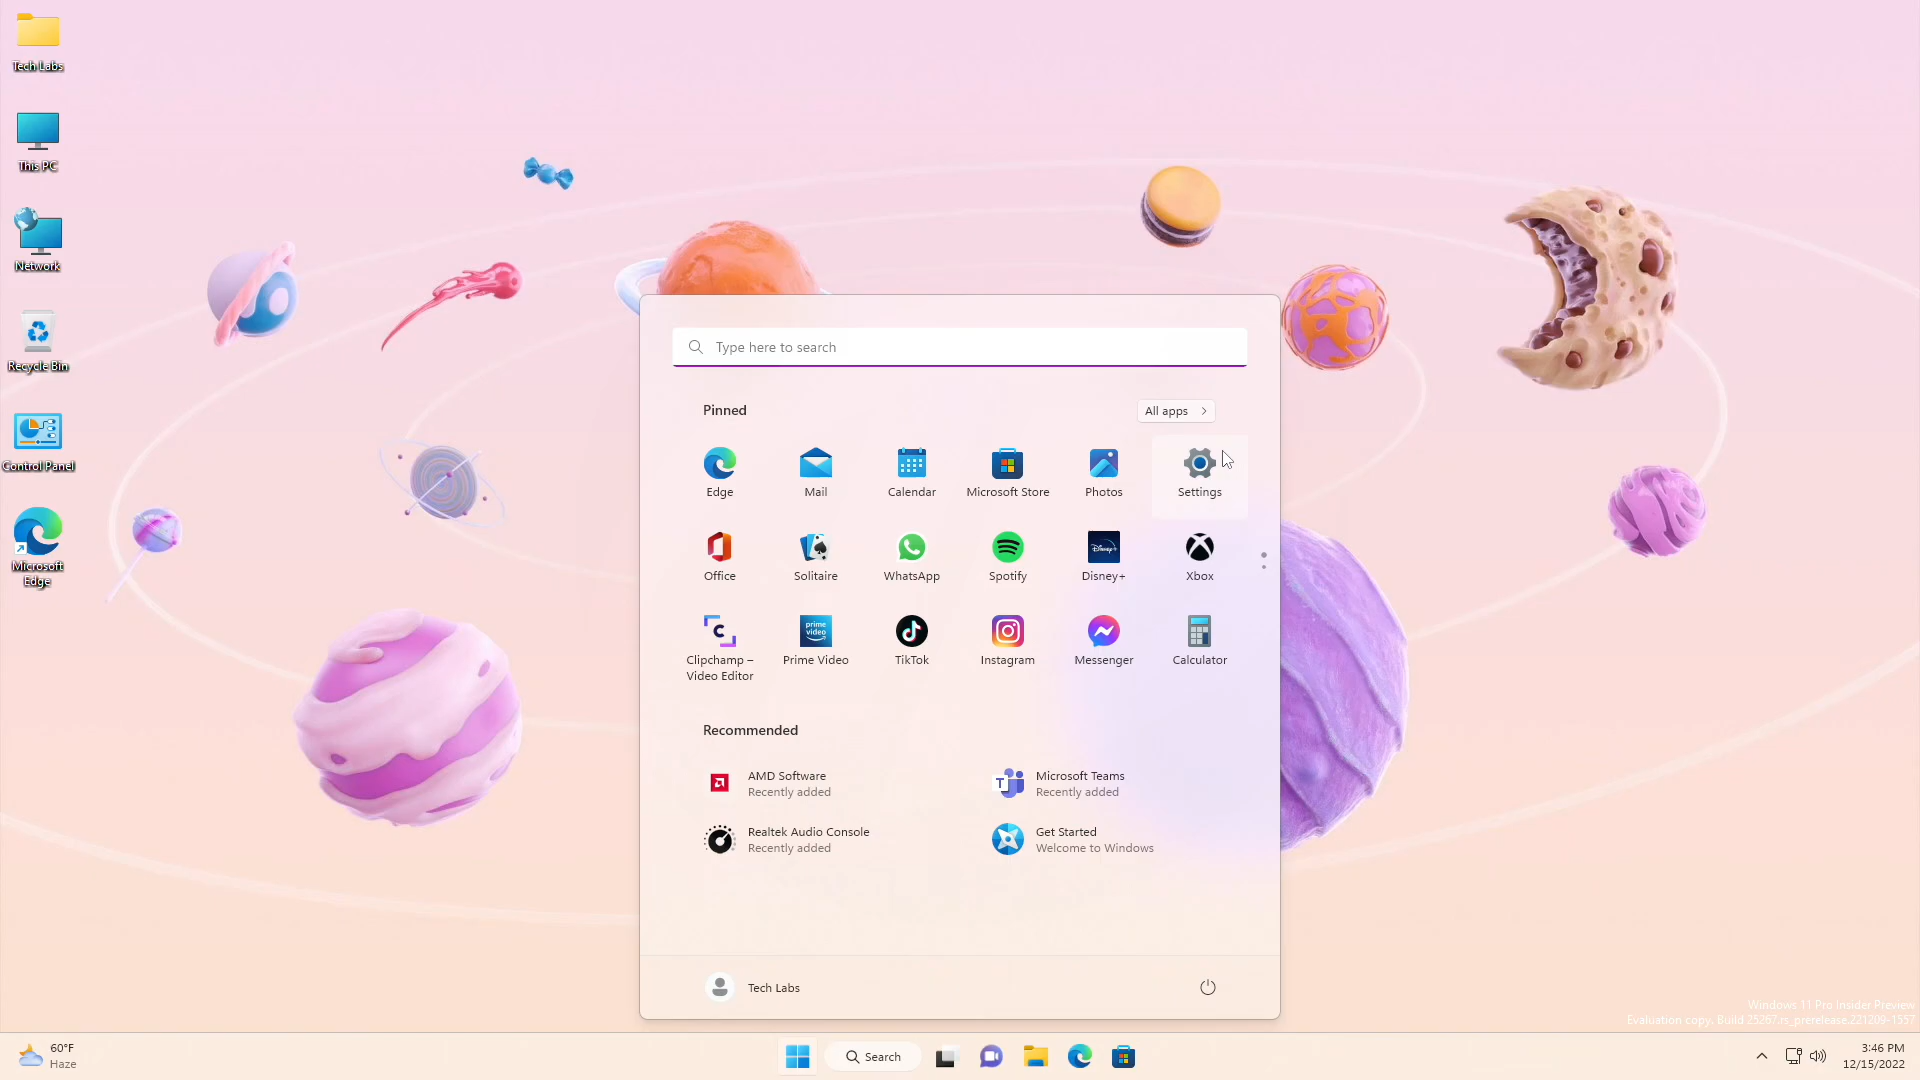 Tech Labs
This PC
Network
Recycle Bin
Control Panel
Microsoft
Edge
Type here to search
Pinned
All apps
Edge
Mail
Calendar
Microsoft Store
Photos
Settings
Office
Solitaire
WhatsApp
Spotify
Disney+
Disney+
Xbox
prime
video
Clipchamp –
Video Editor
Prime Video
TikTok
Instagram
Messenger
Calculator
Recommended
AMD Software
Recently added
Microsoft Teams
Recently added
Realtek Audio Console
Recently added
Get Started
Welcome to Windows
Tech Labs
Windows 11 Pro Insider Preview
Evaluation copy. Build 25267.rs_prerelease.221209-1557
60°F
Haze
Search
3:46 PM
12/15/2022